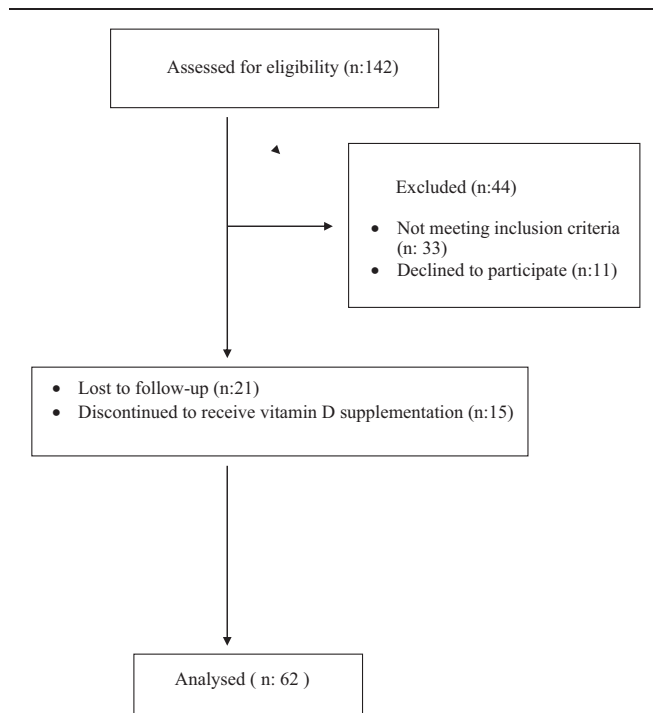 Assessed for eligibility (n:142)
Excluded (n:44)
• Not meeting inclusion criteria
(n: 33)
• Declined to participate (n:11)
• Lost to follow-up (n:21)
• Discontinued to receive vitamin D supplementation (n:15)
Analysed ( n: 62 )